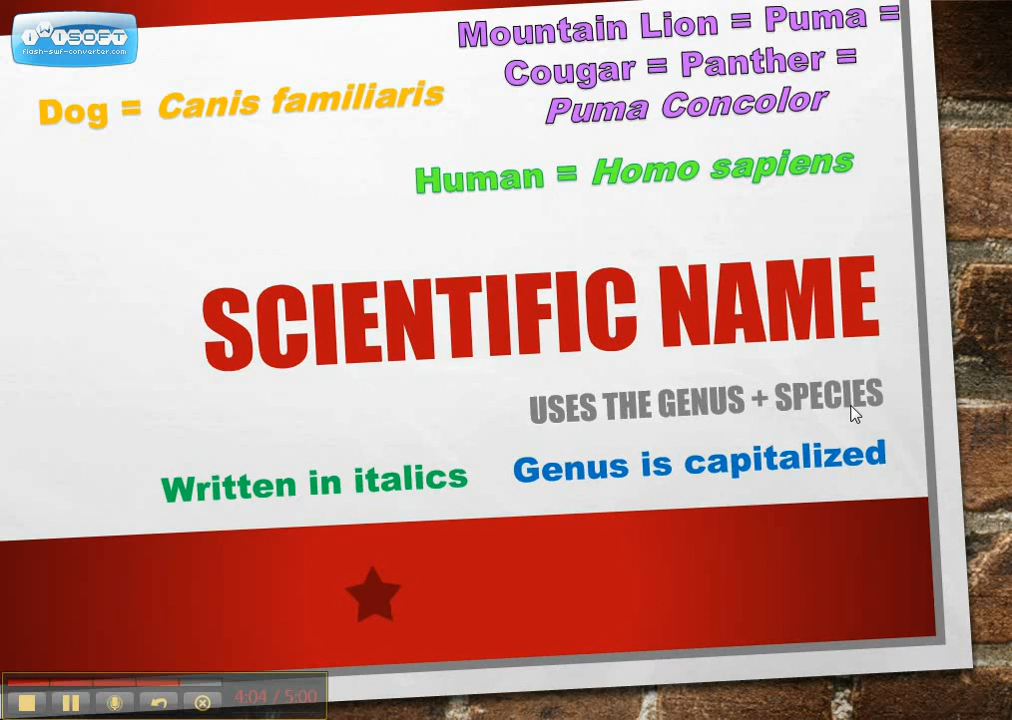 iWiSOFT
flash-swf-converter.com
Mountain Lion = Puma =
Cougar = Panther =
Puma Concolor
Dog = Canis familiaris
Human = Homo sapiens
SCIENTIFIC NAME
USES THE GENUS + SPECIES
Written in italics
Genus is capitalized
4:04 / 5:00